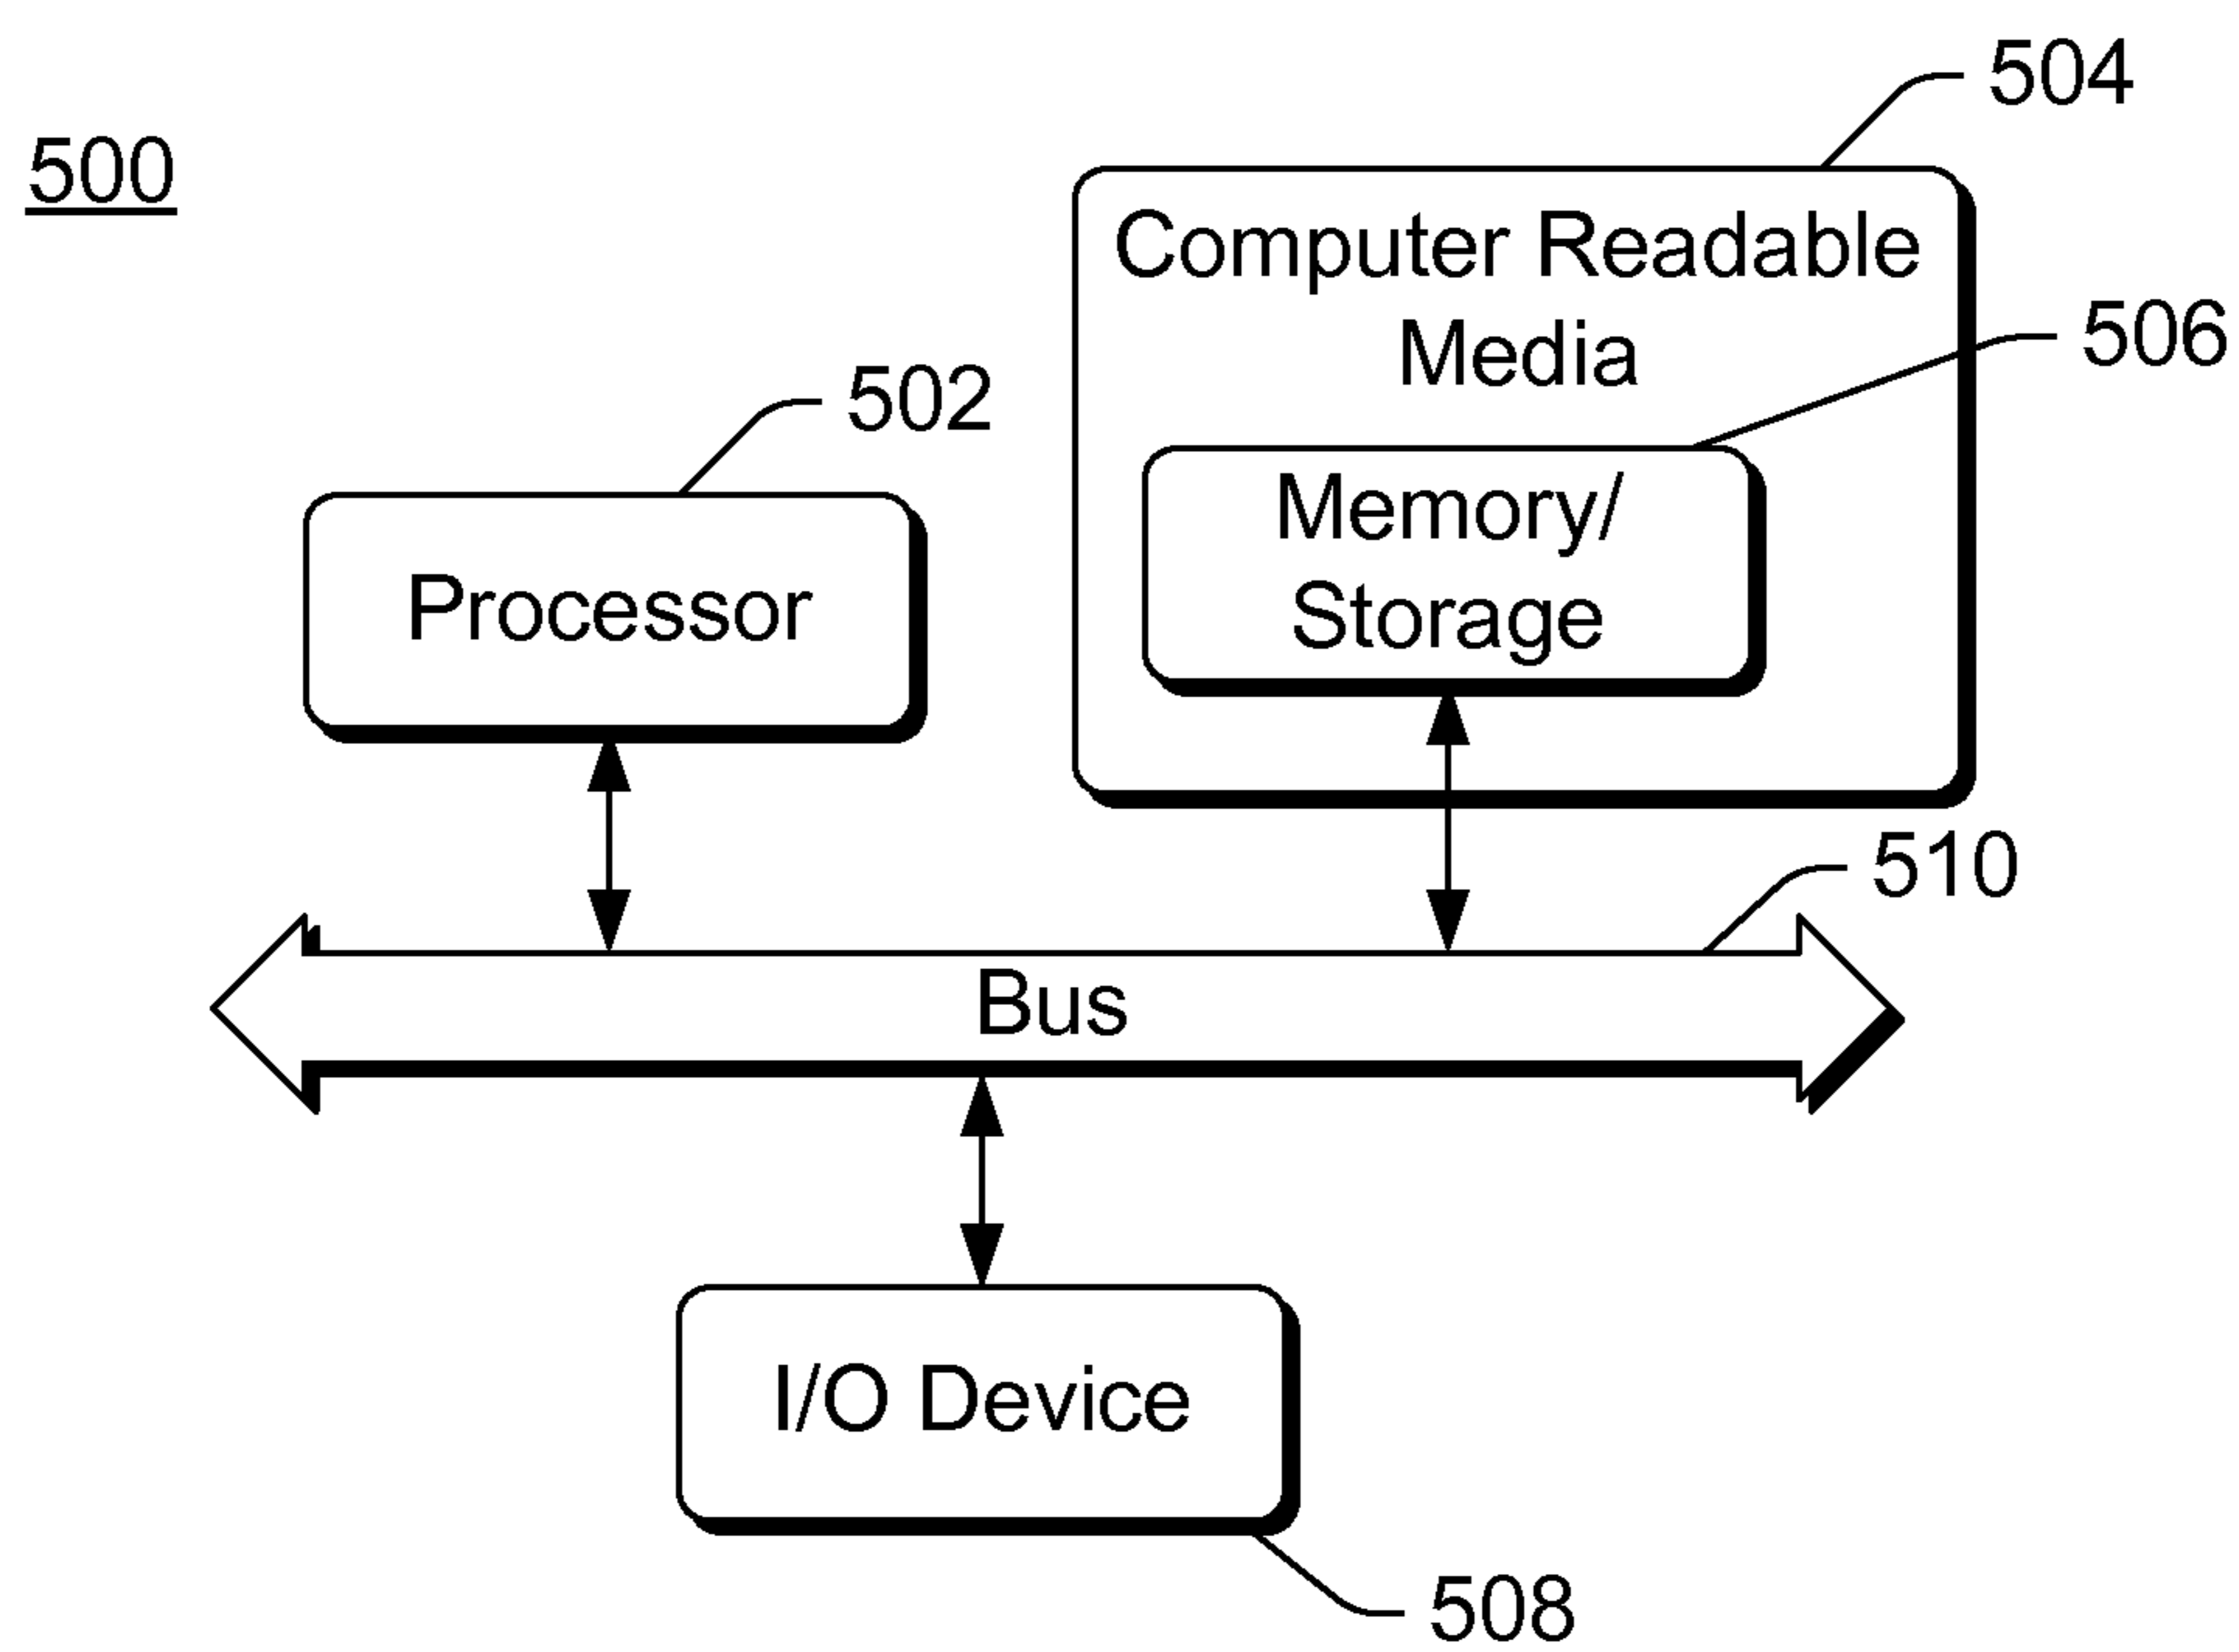 504
500
Computer Readable
Media
506
502
Memory/
Storage
Processor
510
Bus
I/O Device
508